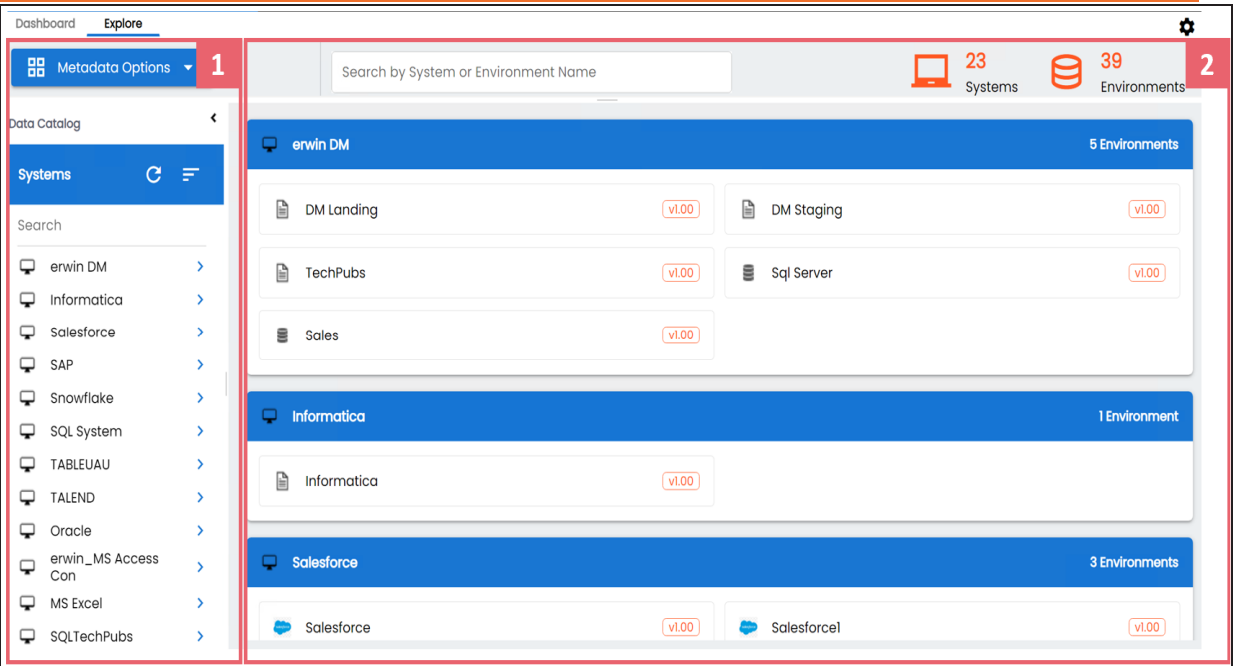 Dashboard Explore
Metadata Options 1
Search by System or Environment Name
23
Systems
39
Environments
2
Data Catalog
Systems
Search
erwin DM
Informatica
Salesforce
SAP
Snowflake
SQL System
TABLEUAU
TALEND
Oracle
erwin_MS Access
Con
MS Excel
SQLTechPubs
erwin DM 5 Environments
DM Landing v1.00 DM Staging v1.00
TechPubs v1.00 Sql Server v1.00
Sales v1.00
Informatica 1 Environment
Informatica v1.00
Salesforce 3 Environments
Salesforce v1.00 Salesforce1 v1.00